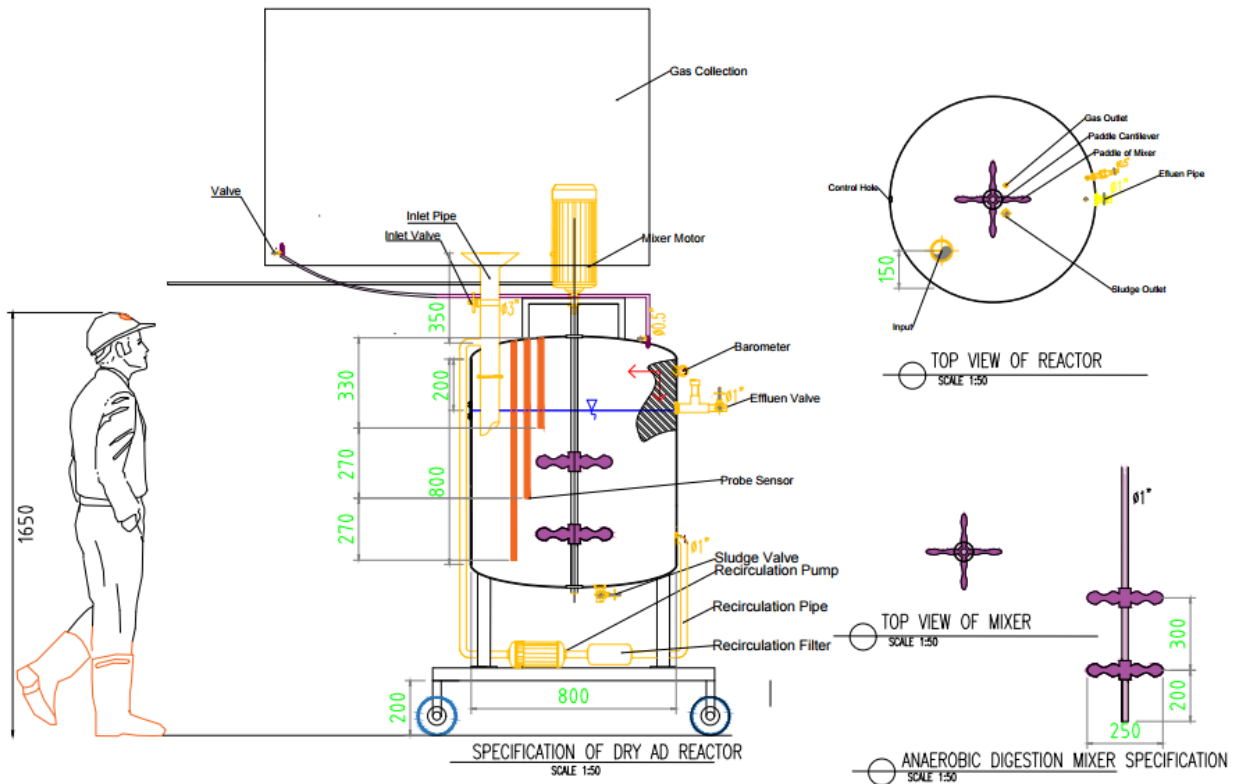 Gas Collection
Valve
Inlet Pipe
Inlet Valve
Mixer Motor
ø3"
ø0.5"
350
330
200
270
800
270
1650
Barometer
ø1"
Effluen Valve
Probe Sensor
ø1"
Sludge Valve
Recirculation Pump
Recirculation Pipe
Recirculation Filter
200
800
SPECIFICATION OF DRY AD REACTOR
SCALE 1:50
Gas Outlet
Paddle Cantilever
Paddle of Mixer
Control Hole
Efluen Pipe
ø1"
150
Sludge Outlet
Input
TOP VIEW OF REACTOR
SCALE 1:50
TOP VIEW OF MIXER
SCALE 1:50
ø1"
300
200
250
ANAEROBIC DIGESTION MIXER SPECIFICATION
SCALE 1:50